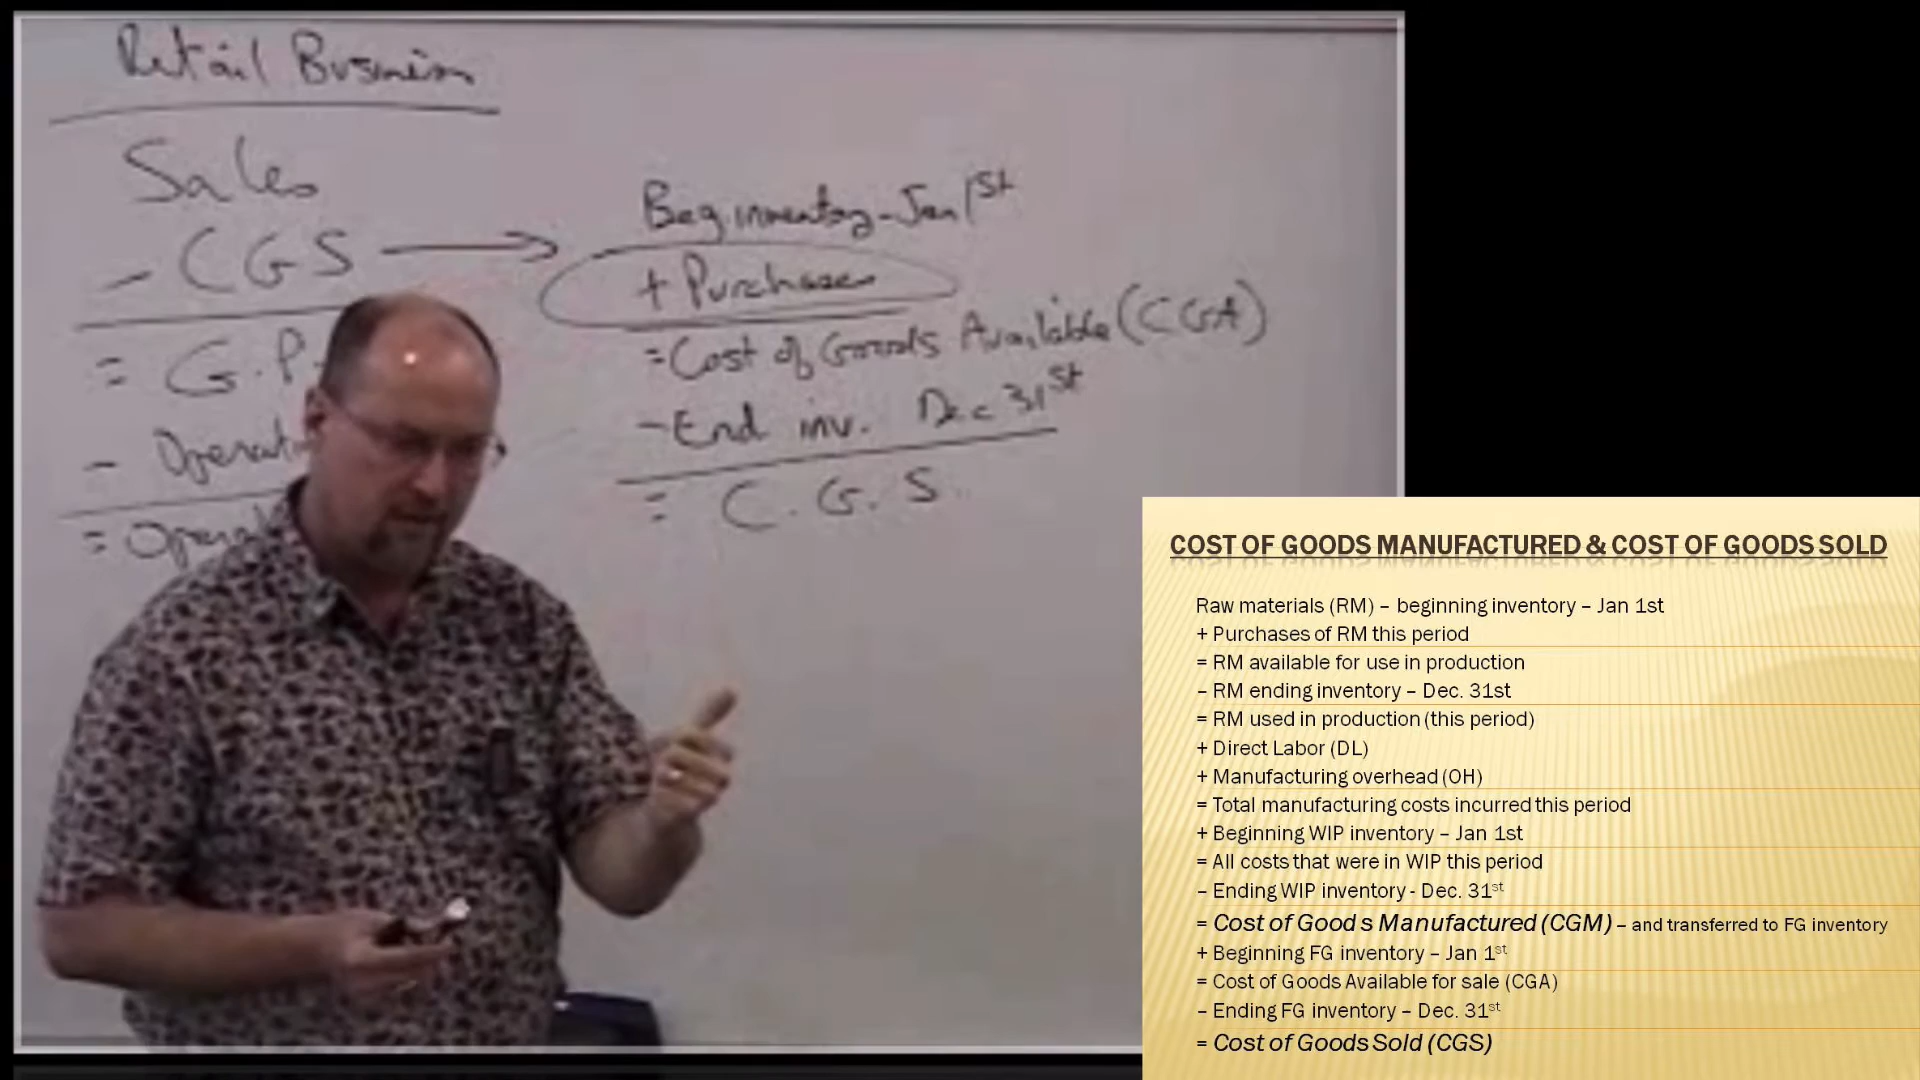 Retail Business
Sales
- CGS
= G.P.
- Operat
= Opera
Beg inventory - Jan 1st
+ Purchases
= Cost of Goods Available (CGA)
- End inv. Dec 31st
= C.G.S.
COST OF GOODS MANUFACTURED & COST OF GOODS SOLD
Raw materials (RM) – beginning inventory – Jan 1st
+ Purchases of RM this period
= RM available for use in production
– RM ending inventory – Dec. 31st
= RM used in production (this period)
+ Direct Labor (DL)
+ Manufacturing overhead (OH)
= Total manufacturing costs incurred this period
+ Beginning WIP inventory – Jan 1st
= All costs that were in WIP this period
– Ending WIP inventory - Dec. 31st
= Cost of Good s Manufactured (CGM) – and transferred to FG inventory
+ Beginning FG inventory – Jan 1st
= Cost of Goods Available for sale (CGA)
– Ending FG inventory – Dec. 31st
= Cost of Goods Sold (CGS)